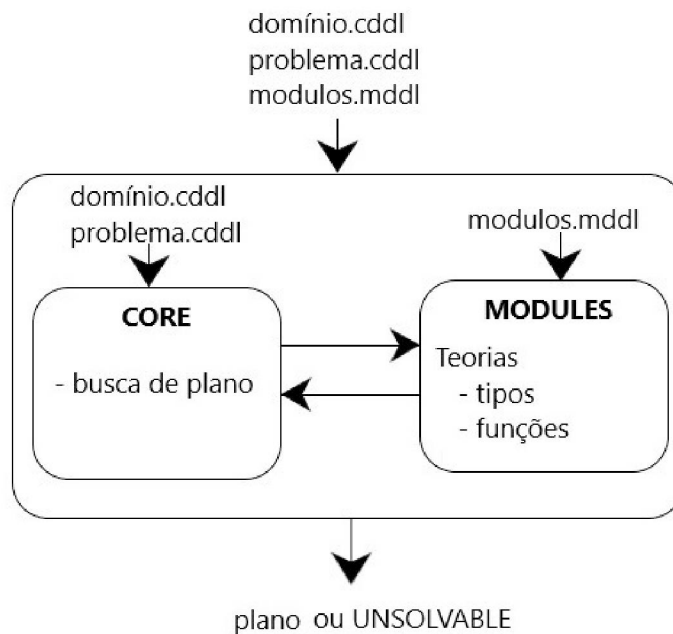 domínio.cddl
problema.cddl
modulos.mddl
domínio.cddl
problema.cddl
modulos.mddl
CORE
- busca de plano
MODULES
Teorias
- tipos
- funções
plano ou UNSOLVABLE